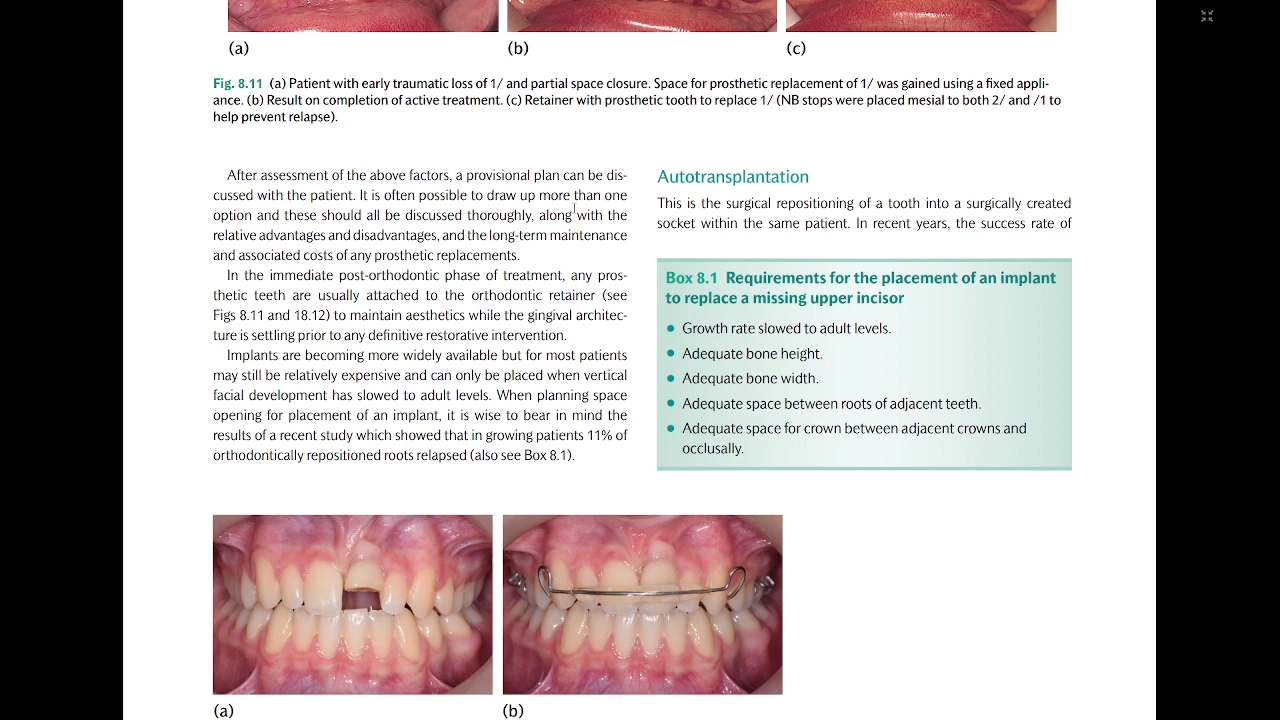 (a)
(b)
(c)
Fig. 8.11 (a) Patient with early traumatic loss of 1/ and partial space closure. Space for prosthetic replacement of 1/ was gained using a fixed appli-
ance. (b) Result on completion of active treatment. (c) Retainer with prosthetic tooth to replace 1/ (NB stops were placed mesial to both 2/ and /1 to
help prevent relapse).
After assessment of the above factors, a provisional plan can be dis-
cussed with the patient. It is often possible to draw up more than one
option and these should all be discussed thoroughly, along with the
relative advantages and disadvantages, and the long-term maintenance
and associated costs of any prosthetic replacements.
In the immediate post-orthodontic phase of treatment, any pros-
thetic teeth are usually attached to the orthodontic retainer (see
Figs 8.11 and 18.12) to maintain aesthetics while the gingival architec-
ture is settling prior to any definitive restorative intervention.
Implants are becoming more widely available but for most patients
may still be relatively expensive and can only be placed when vertical
facial development has slowed to adult levels. When planning space
opening for placement of an implant, it is wise to bear in mind the
results of a recent study which showed that in growing patients 11% of
orthodontically repositioned roots relapsed (also see Box 8.1).
Autotransplantation
This is the surgical repositioning of a tooth into a surgically created
socket within the same patient. In recent years, the success rate of
Box 8.1 Requirements for the placement of an implant
to replace a missing upper incisor
• Growth rate slowed to adult levels.
• Adequate bone height.
• Adequate bone width.
• Adequate space between roots of adjacent teeth.
• Adequate space for crown between adjacent crowns and
occlusally.
(a)
(b)